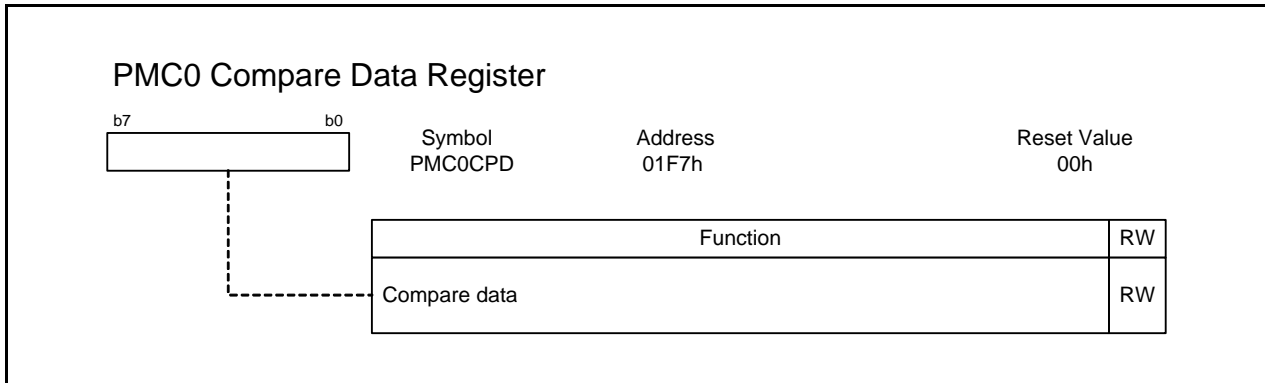 PMC0 Compare Data Register
b7 b0
Symbol Address Reset Value
PMC0CPD 01F7h 00h
Function RW
Compare data RW